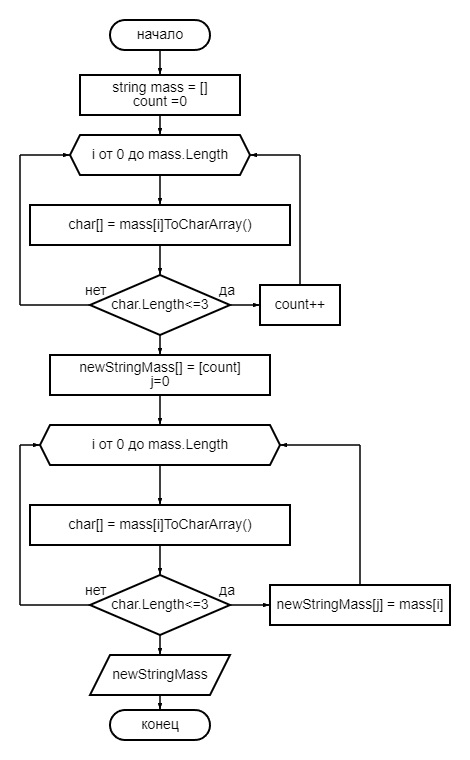 начало
string mass = []
count =0
i от 0 до mass.Length
char[] = mass[i]ToCharArray()
нет
да
char.Length<=3
count++
newStringMass[] = [count]
j=0
i от 0 до mass.Length
char[] = mass[i]ToCharArray()
нет
да
char.Length<=3
newStringMass[j] = mass[i]
newStringMass
конец